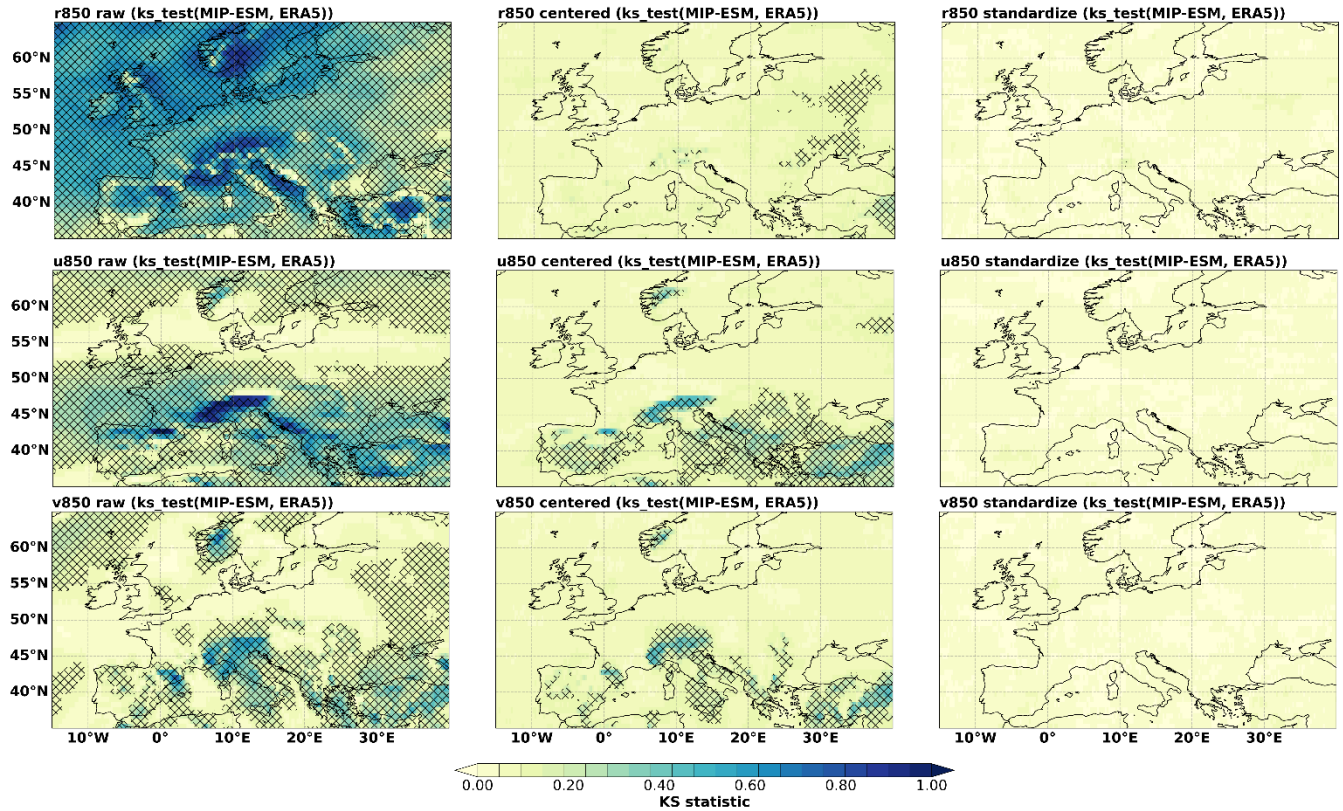 r850 raw (ks_test(MIP-ESM, ERA5)) r850 centered (ks_test(MIP-ESM, ERA5)) r850 standardize (ks_test(MIP-ESM, ERA5))
60°N
55°N
50°N
45°N
40°N
u850 raw (ks_test(MIP-ESM, ERA5)) u850 centered (ks_test(MIP-ESM, ERA5)) u850 standardize (ks_test(MIP-ESM, ERA5))
60°N
55°N
50°N
45°N
40°N
v850 raw (ks_test(MIP-ESM, ERA5)) v850 centered (ks_test(MIP-ESM, ERA5)) v850 standardize (ks_test(MIP-ESM, ERA5))
60°N
55°N
50°N
45°N
40°N
10°W 0° 10°E 20°E 30°E 10°W 0° 10°E 20°E 30°E 10°W 0° 10°E 20°E 30°E
0.00 0.20 0.40 0.60 0.80 1.00
KS statistic